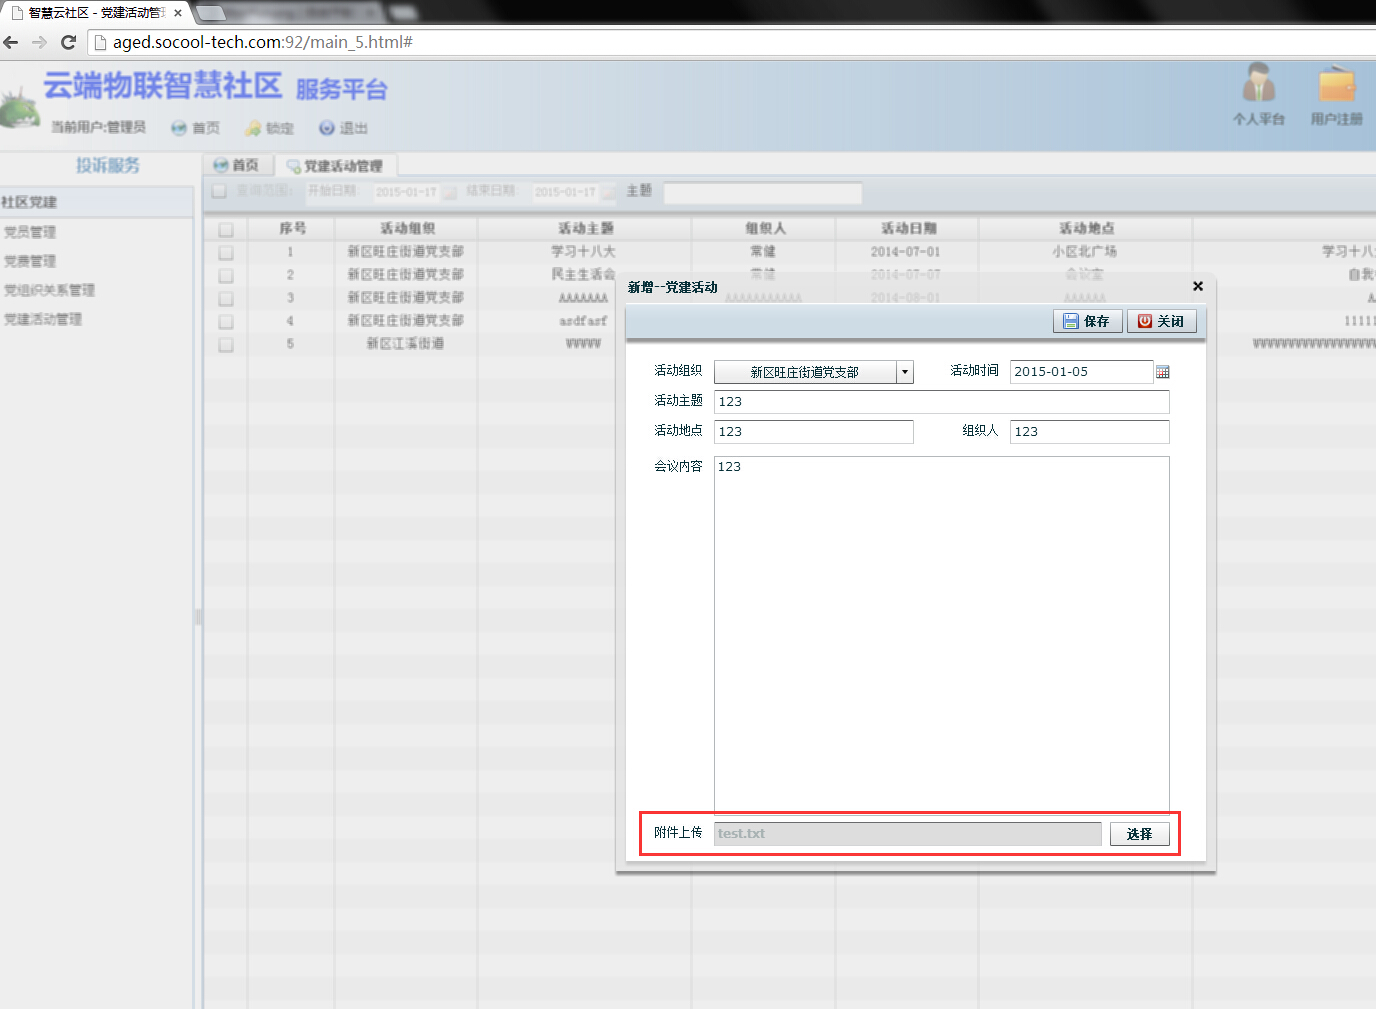 智慧云社区 - 党建活动管
aged.socool-tech.com:92/main_5.html#
云端物联智慧社区 服务平台
当前用户:管理员 首页 锁定 退出
个人平台 用户注册
投诉服务
首页 党建活动管理
社区党建
党员管理
党费管理
党组织关系管理
党建活动管理
查询范围: 开始日期: 2015-01-17 结束日期: 2015-01-17 主题
序号 活动组织 活动主题 组织人 活动日期 活动地点
1 新区旺庄街道党支部 学习十八大 常健 2014-07-01 小区北广场 学习十八
2 新区旺庄街道党支部 民主生活会 常健 2014-07-07 会议室 自我
3 新区旺庄街道党支部 AAAAAAA AAAAAAAAAAA 2014-08-01 AAAAAA
4 新区旺庄街道党支部 asdfasf 11111
5 新区江溪街道 WWWWW
新增--党建活动
保存 关闭
活动组织 新区旺庄街道党支部 活动时间 2015-01-05
活动主题 123
活动地点 123 组织人 123
会议内容 123
附件上传 test.txt 选择